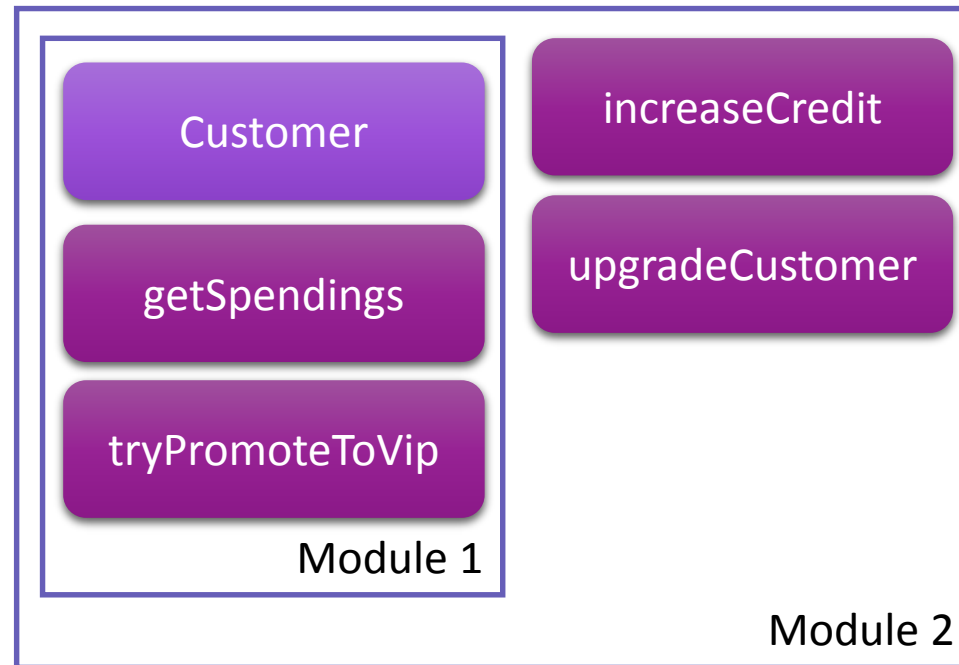 Customer
getSpendings
tryPromoteToVip
Module 1
increaseCredit
upgradeCustomer
Module 2